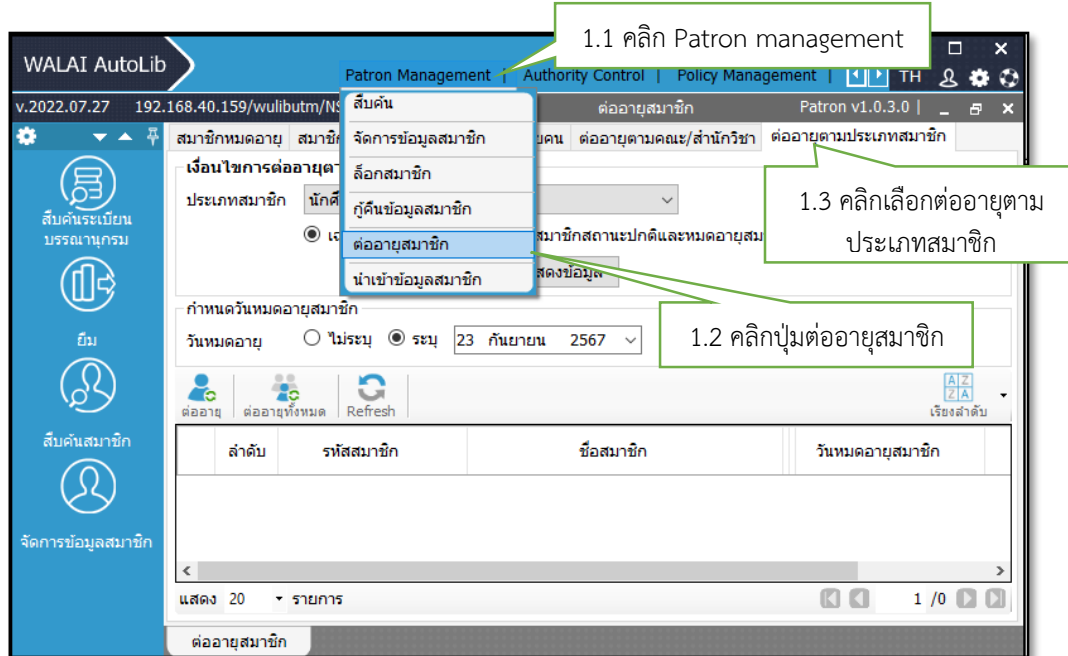 1.1 คลิก Patron management
WALAI AutoLib
Patron Management | Authority Control | Policy Management | TH
v.2022.07.27 192.168.40.159/wulibutm/NS ต่ออายุสมาชิก Patron v1.0.3.0 |
สืบค้น
จัดการข้อมูลสมาชิก
ล็อกสมาชิก
กู้คืนข้อมูลสมาชิก
ต่ออายุสมาชิก
นำเข้าข้อมูลสมาชิก
สมาชิกหมดอายุ ต่ออายุตามคณะ/สำนักวิชา ต่ออายุตามประเภทสมาชิก
1.3 คลิกเลือกต่ออายุตาม
ประเภทสมาชิก
1.2 คลิกปุ่มต่ออายุสมาชิก
สืบค้นระเบียน
บรรณานุกรม
ยืม
สืบค้นสมาชิก
จัดการข้อมูลสมาชิก
เงื่อนไขการต่ออายุตา
ประเภทสมาชิก นักศึ
สมาชิกสถานะปกติและหมดอายุสม
สดงข้อมูล
กำหนดวันหมดอายุสมาชิก
วันหมดอายุ ไม่ระบุ ระบุ 23 กันยายน 2567
ต่ออายุ ต่ออายุทั้งหมด Refresh เรียงลำดับ
ลำดับ รหัสสมาชิก ชื่อสมาชิก วันหมดอายุสมาชิก
แสดง 20 รายการ 1 /0
ต่ออายุสมาชิก